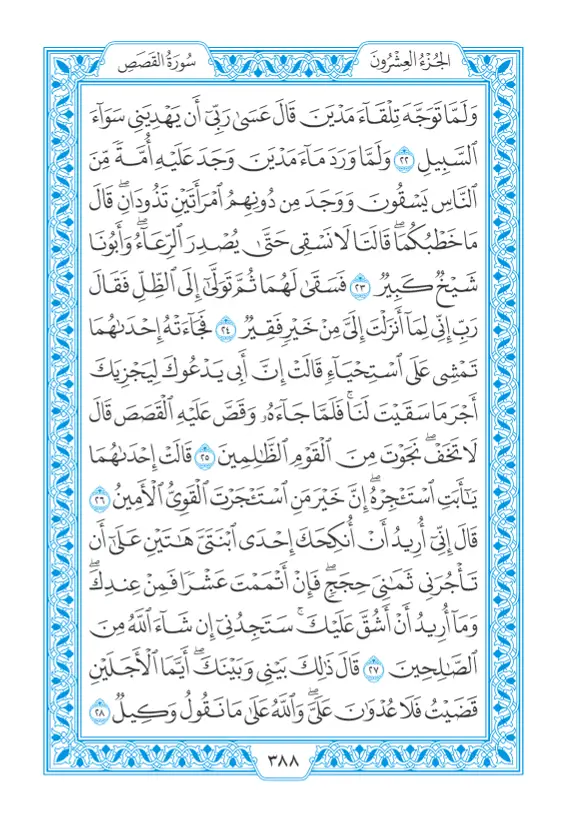 الجُزْءُ العِشْرُونَ
سُورَةُ القَصَصِ
وَلَمَّا تَوَجَّهَ تِلْقَآءَ مَدْيَنَ قَالَ عَسَىٰ رَبِّيٓ أَن يَهْدِيَنِي سَوَآءَ
ٱلسَّبِيلِ ٢٢ وَلَمَّا وَرَدَ مَآءَ مَدْيَنَ وَجَدَ عَلَيْهِ أُمَّةً مِّنَ
ٱلنَّاسِ يَسْقُونَ وَوَجَدَ مِن دُونِهِمُ ٱمْرَأَتَيْنِ تَذُودَانِۖ قَالَ
مَا خَطْبُكُمَاۖ قَالَتَا لَا نَسْقِي حَتَّىٰ يُصْدِرَ ٱلرِّعَآءُۖ وَأَبُونَا
شَيْخٌ كَبِيرٌ ٢٣ فَسَقَىٰ لَهُمَا ثُمَّ تَوَلَّىٰٓ إِلَى ٱلظِّلِّ فَقَالَ
رَبِّ إِنِّي لِمَآ أَنزَلْتَ إِلَيَّ مِنْ خَيْرٍ فَقِيرٌ ٢٤ فَجَآءَتْهُ إِحْدَىٰهُمَا
تَمْشِي عَلَى ٱسْتِحْيَآءٍ قَالَتْ إِنَّ أَبِي يَدْعُوكَ لِيَجْزِيَكَ
أَجْرَ مَا سَقَيْتَ لَنَاۚ فَلَمَّا جَآءَهُۥ وَقَصَّ عَلَيْهِ ٱلْقَصَصَ قَالَ
لَا تَخَفْۖ نَجَوْتَ مِنَ ٱلْقَوْمِ ٱلظَّٰلِمِينَ ٢٥ قَالَتْ إِحْدَىٰهُمَا
يَٰٓأَبَتِ ٱسْتَـْٔجِرْهُۖ إِنَّ خَيْرَ مَنِ ٱسْتَـْٔجَرْتَ ٱلْقَوِيُّ ٱلْأَمِينُ ٢٦
قَالَ إِنِّيٓ أُرِيدُ أَنْ أُنكِحَكَ إِحْدَى ٱبْنَتَيَّ هَٰتَيْنِ عَلَىٰٓ أَن
تَأْجُرَنِي ثَمَٰنِيَ حِجَجٍۖ فَإِنْ أَتْمَمْتَ عَشْرًا فَمِنْ عِندِكَۖ
وَمَآ أُرِيدُ أَنْ أَشُقَّ عَلَيْكَۚ سَتَجِدُنِيٓ إِن شَآءَ ٱللَّهُ مِنَ
ٱلصَّٰلِحِينَ ٢٧ قَالَ ذَٰلِكَ بَيْنِي وَبَيْنَكَۖ أَيَّمَا ٱلْأَجَلَيْنِ
قَضَيْتُ فَلَا عُدْوَٰنَ عَلَيَّۖ وَٱللَّهُ عَلَىٰ مَا نَقُولُ وَكِيلٌ ٢٨
٣٨٨